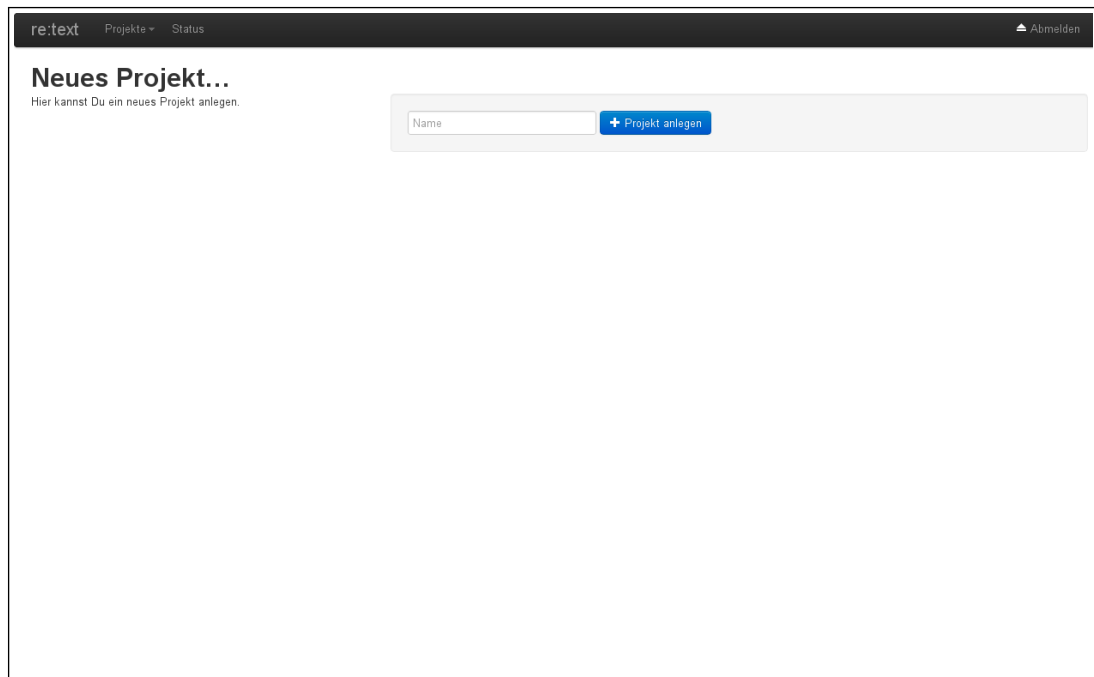 re:text Projekte Status Abmelden
Neues Projekt...
Hier kannst Du ein neues Projekt anlegen.
Name Projekt anlegen